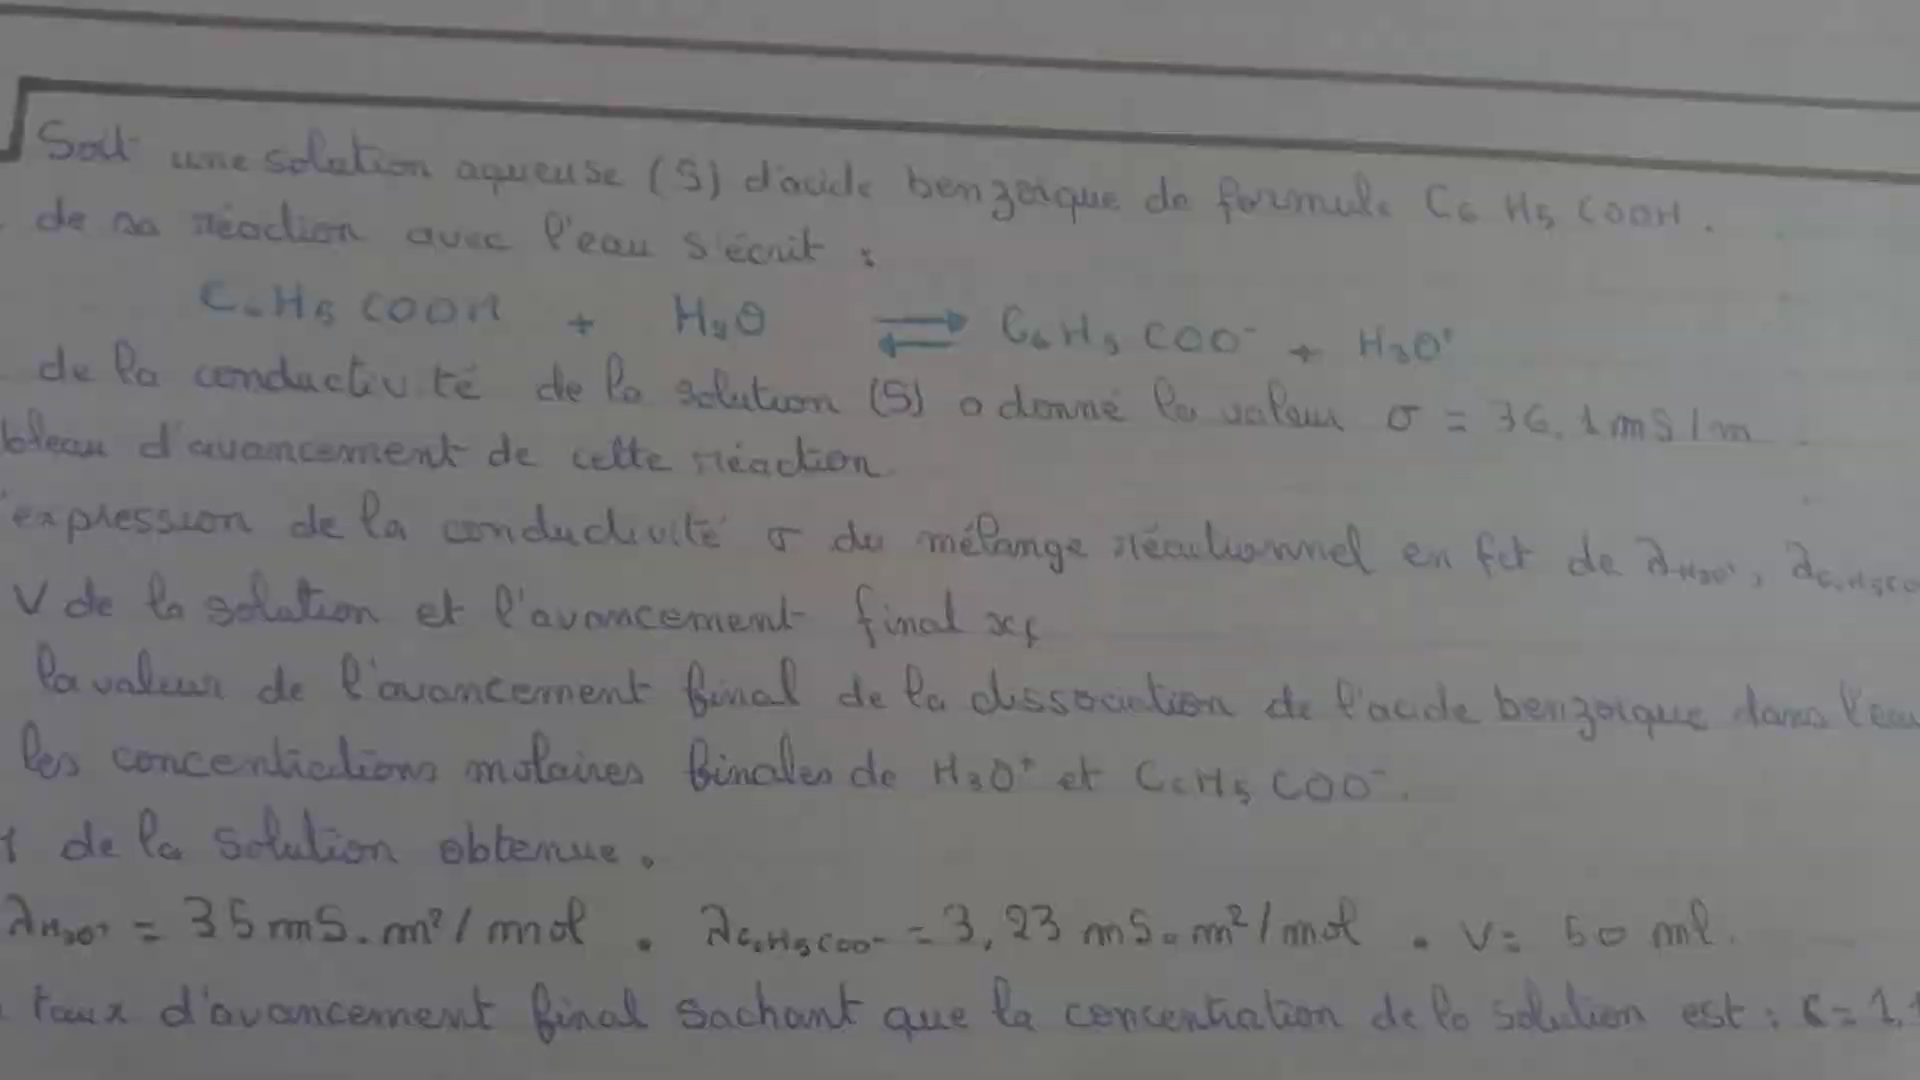 Soit une solution aqueuse (S) d'acide benzoique de formule C6 H5 COOH.
de sa réaction avec l'eau s'écrit :
C6H5 COOH + H2O ⇌ C6H5 COO- + H3O+
de la conductivité de la solution (S) a donné la valeur σ = 36,1 mS/m.
bleau d'avancement de cette réaction
expression de la conductivité σ du mélange réactionnel en fct de λH3O+, λC6H5CO
V de la solution et l'avancement final xf
la valeur de l'avancement final de la dissociation de l'acide benzoique dans l'eau
les concentrations molaires finales de H3O+ et C6H5 COO-.
de la solution obtenue.
λH3O+ = 35 mS.m²/mol . λC6H5COO- = 3,23 mS.m²/mol . V= 50 ml.
taux d'avancement final sachant que la concentration de la solution est : C= 1,